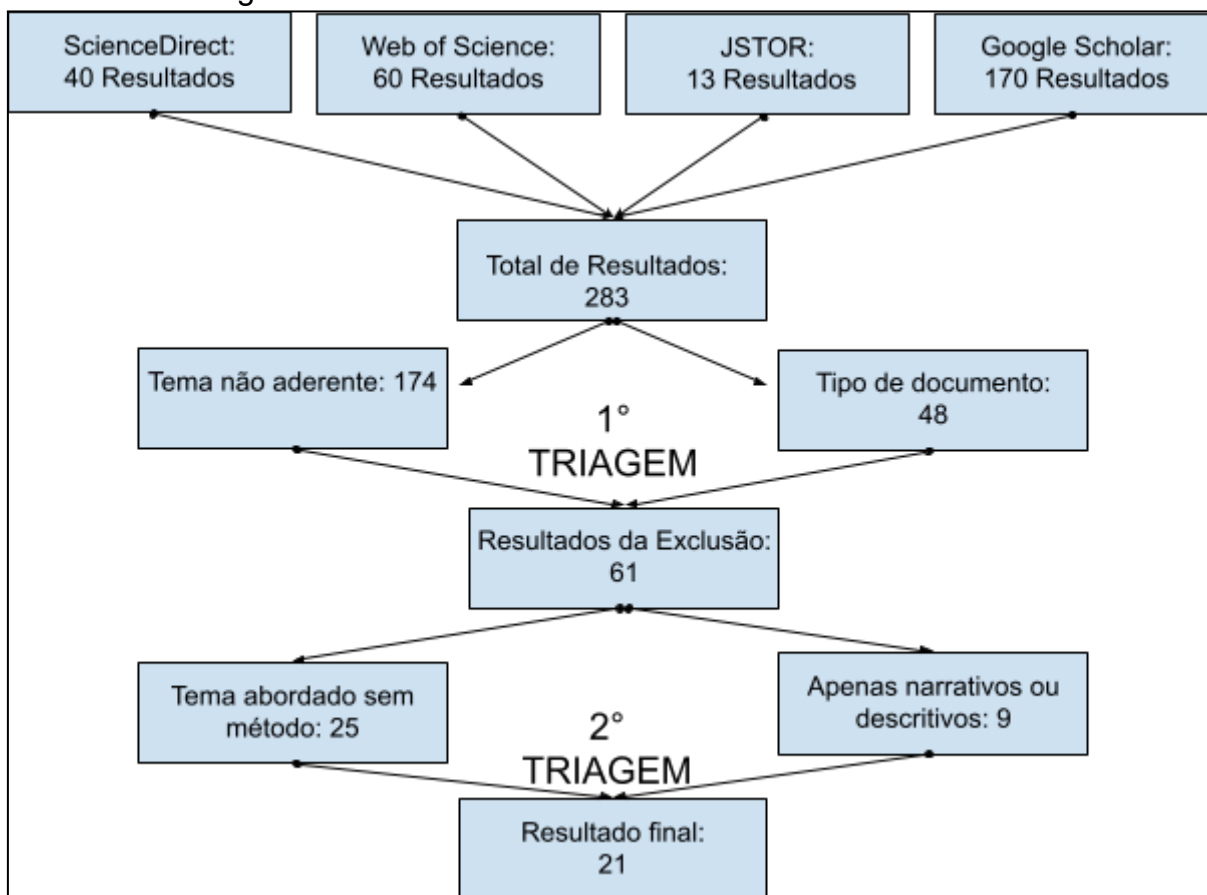 ScienceDirect:
40 Resultados
Web of Science:
60 Resultados
JSTOR:
13 Resultados
Google Scholar:
170 Resultados
Total de Resultados:
283
Tema não aderente: 174
Tipo de documento:
48
1°
TRIAGEM
Resultados da Exclusão:
61
Tema abordado sem
método: 25
Apenas narrativos ou
descritivos: 9
2°
TRIAGEM
Resultado final:
21